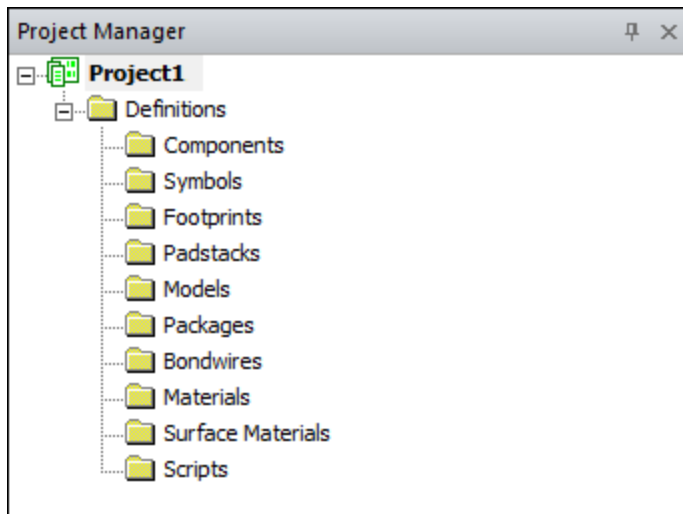 Project Manager
Project1
Definitions
Components
Symbols
Footprints
Padstacks
Models
Packages
Bondwires
Materials
Surface Materials
Scripts